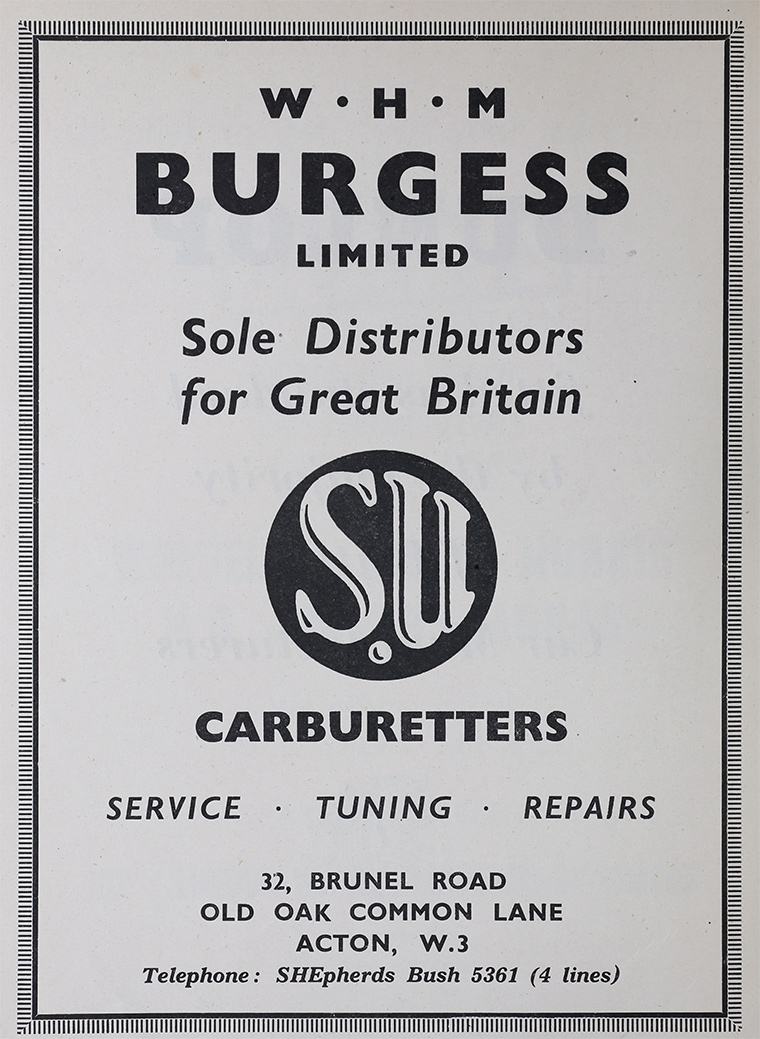 W · H · M
BURGESS
LIMITED
Sole Distributors
for Great Britain
S.U
CARBURETTERS
SERVICE · TUNING · REPAIRS
32, BRUNEL ROAD
OLD OAK COMMON LANE
ACTON, W.3
Telephone: SHEpherds Bush 5361 (4 lines)